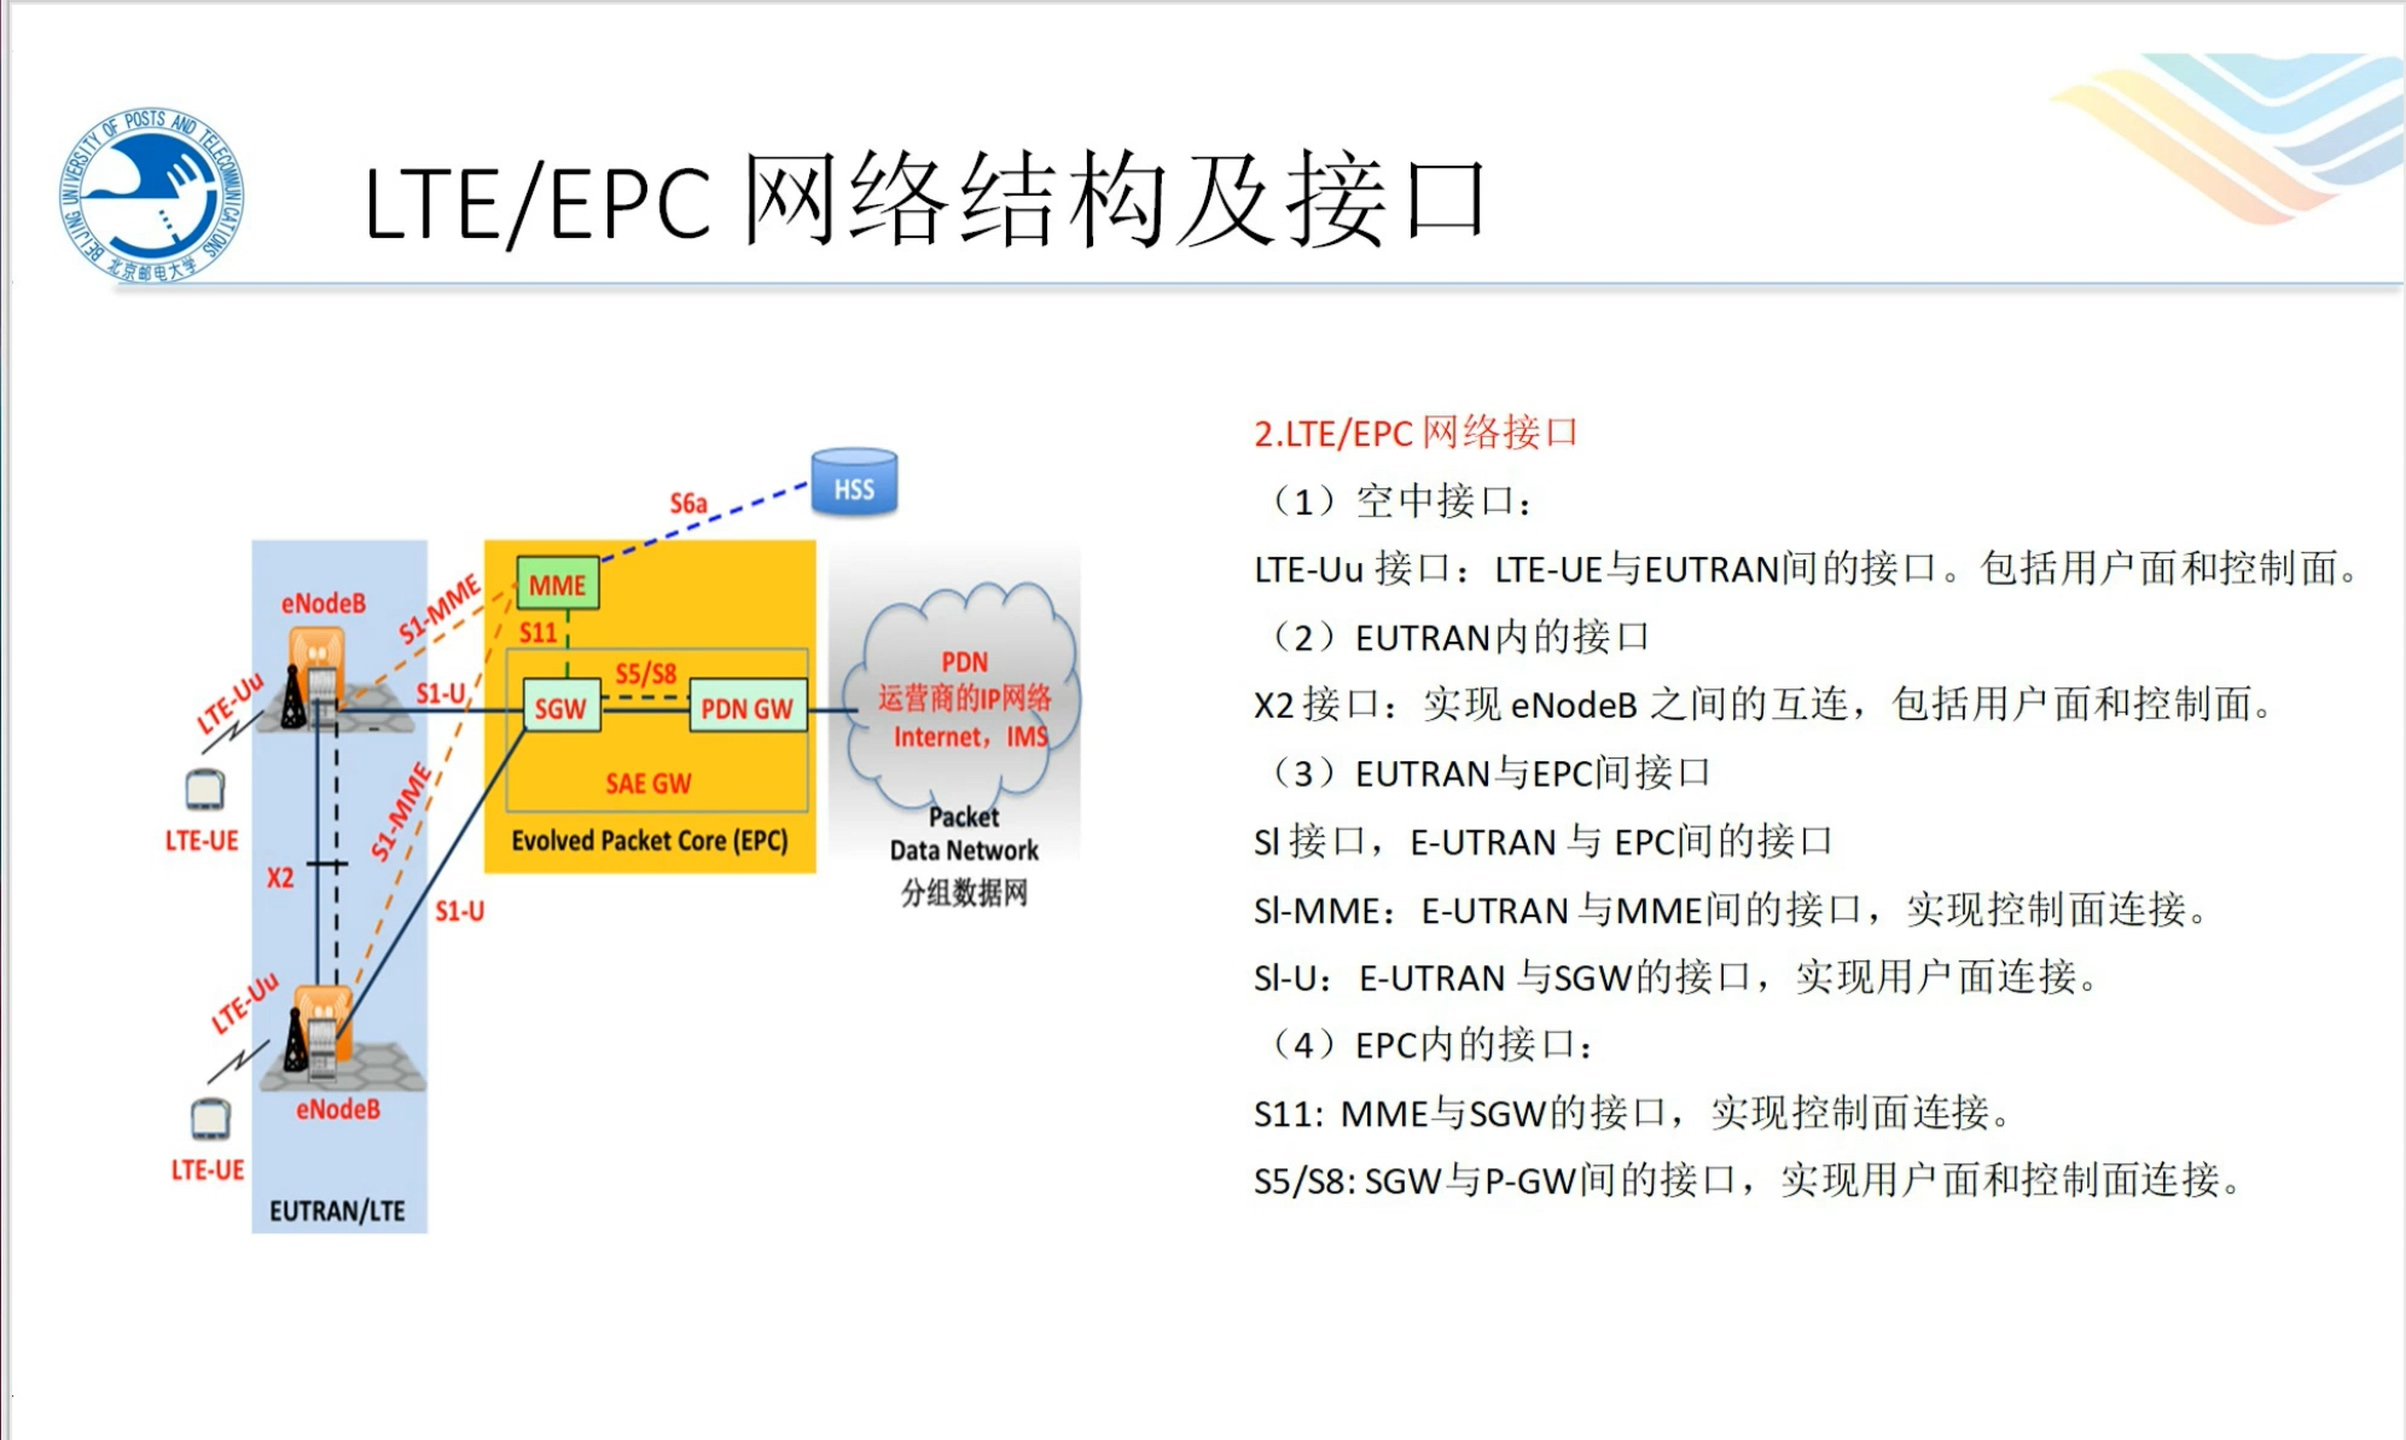 BEIJING UNIVERSITY OF POSTS AND TELECOMMUNICATIONS
北京邮电大学
LTE/EPC 网络结构及接口
HSS
S6a
MME
S1-MME
eNodeB
S11
S5/S8
LTE-Uu
S1-U
SGW
PDN GW
PDN
运营商的IP网络
Internet，IMS
SAE GW
S1-MME
LTE-UE
Evolved Packet Core (EPC)
Packet
Data Network
分组数据网
X2
S1-U
LTE-Uu
eNodeB
LTE-UE
EUTRAN/LTE
2.LTE/EPC 网络接口
（1）空中接口：
LTE-Uu 接口：LTE-UE与EUTRAN间的接口。包括用户面和控制面。
（2）EUTRAN内的接口
X2 接口：实现 eNodeB 之间的互连，包括用户面和控制面。
（3）EUTRAN与EPC间接口
Sl 接口，E-UTRAN 与 EPC间的接口
Sl-MME：E-UTRAN 与MME间的接口，实现控制面连接。
Sl-U：E-UTRAN 与SGW的接口，实现用户面连接。
（4）EPC内的接口：
S11: MME与SGW的接口，实现控制面连接。
S5/S8: SGW与P-GW间的接口，实现用户面和控制面连接。